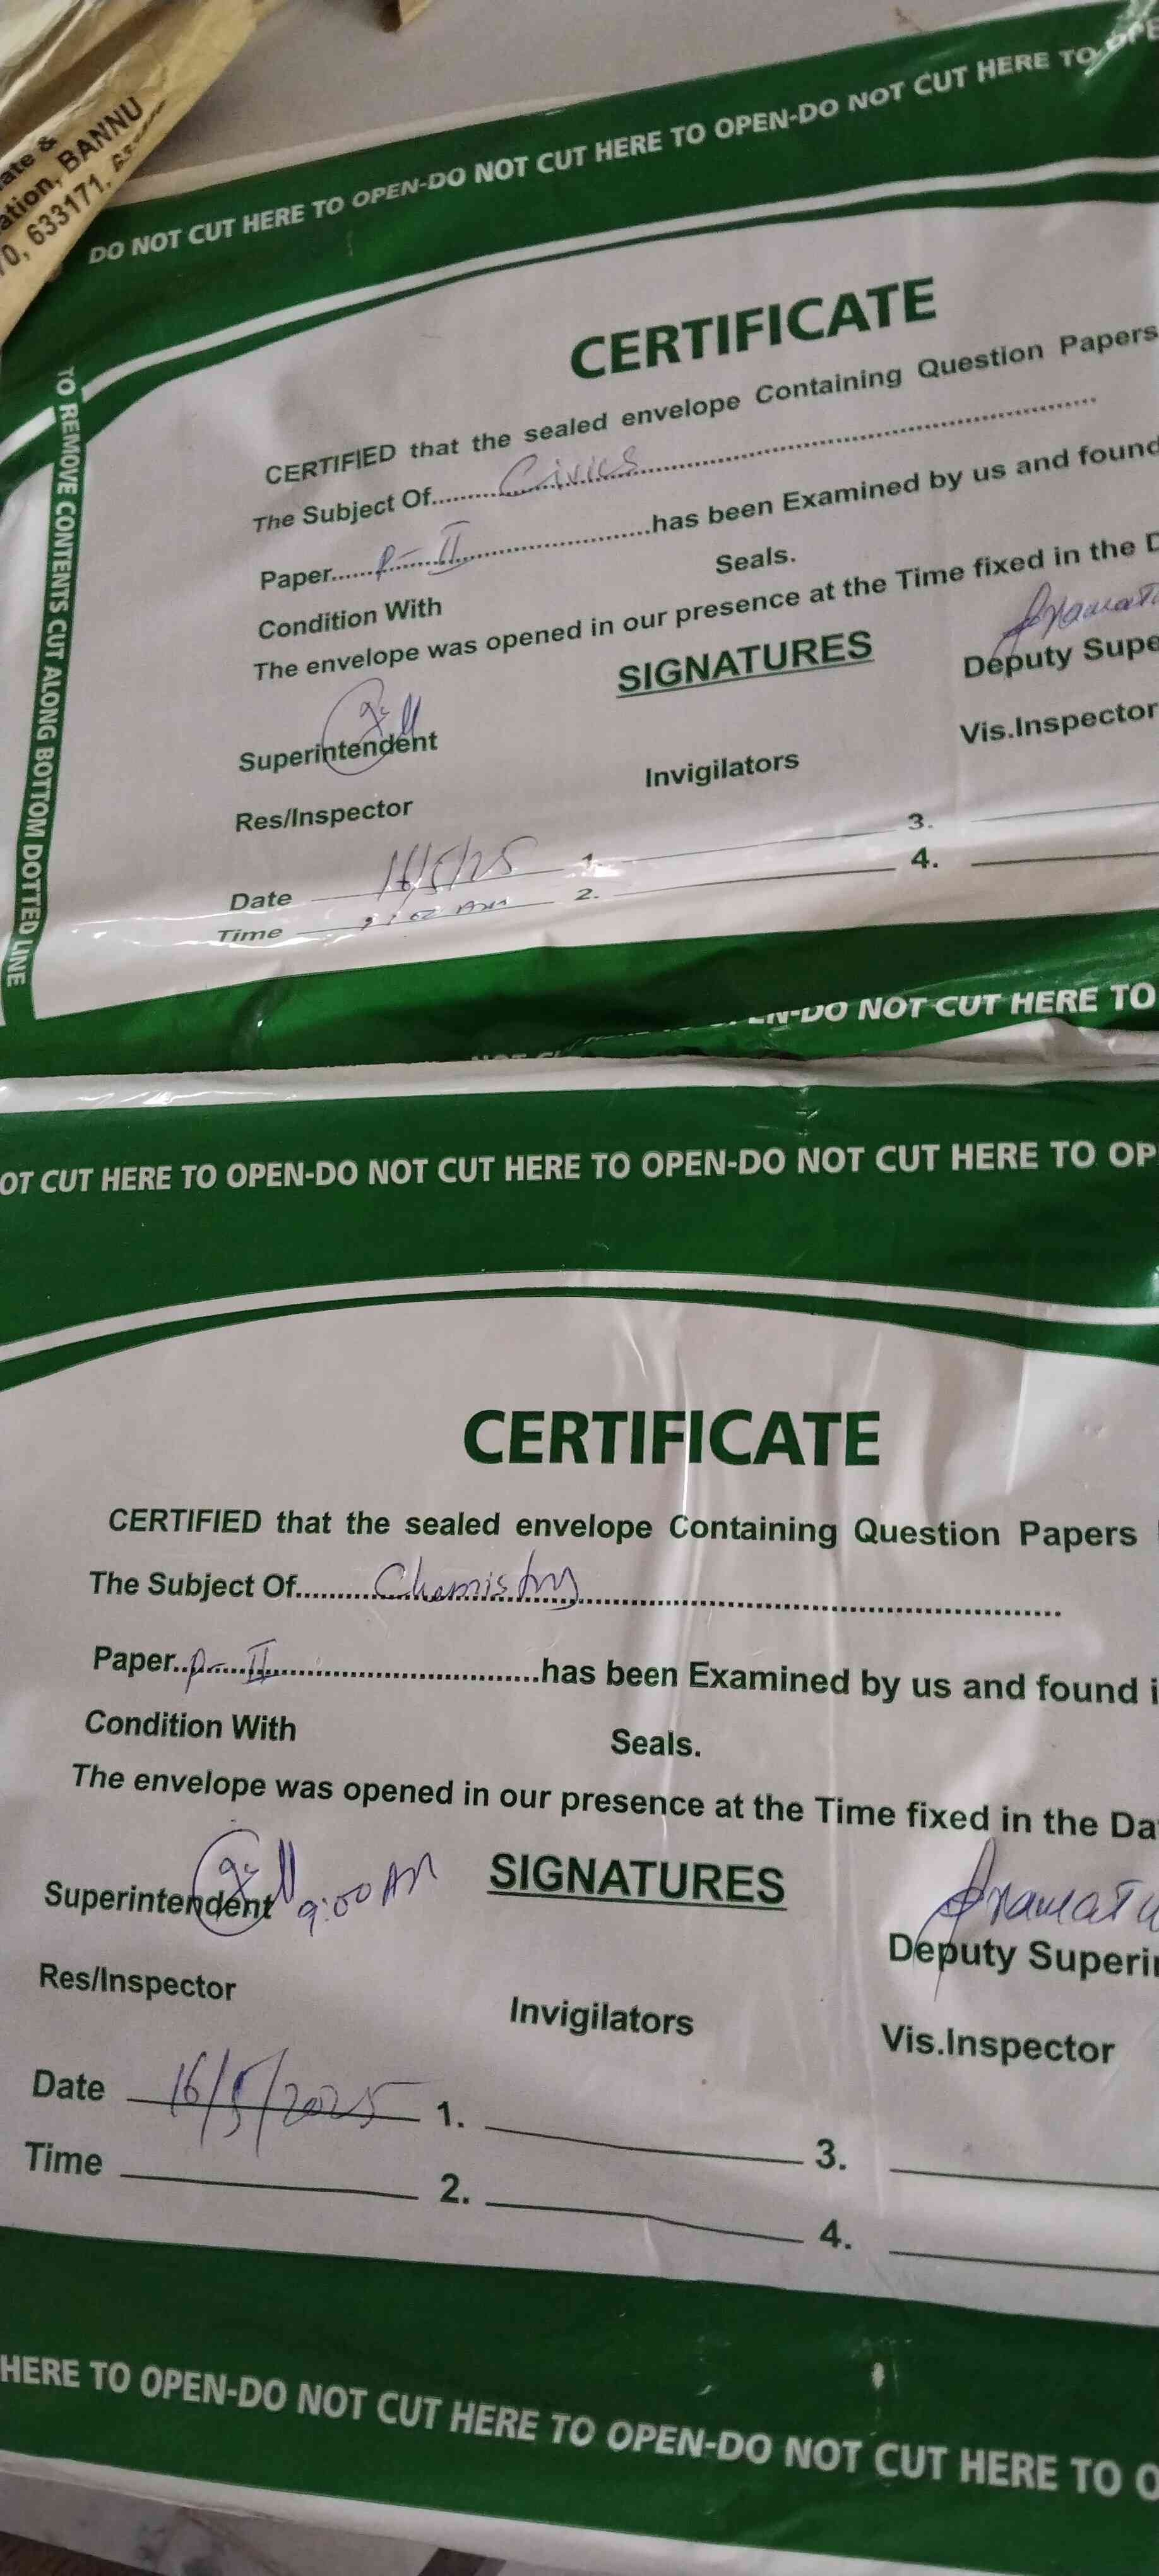 ate &
ation, BANNU
70, 633171,
DO NOT CUT HERE TO OPEN-DO NOT CUT HERE TO OPEN-DO NOT CUT HERE TO OPE
TO REMOVE CONTENTS CUT ALONG BOTTOM DOTTED LINE
CERTIFICATE
CERTIFIED that the sealed envelope Containing Question Papers
The Subject Of.......Civics.......
Paper......P-II.......has been Examined by us and found
Condition With Seals.
The envelope was opened in our presence at the Time fixed in the D
SIGNATURES
Superintendent Deputy Supe
Res/Inspector Invigilators Vis.Inspector
Date 16/5/25 1. 3.
Time 2. 4.
EN-DO NOT CUT HERE TO
OT CUT HERE TO OPEN-DO NOT CUT HERE TO OPEN-DO NOT CUT HERE TO OP
CERTIFICATE
CERTIFIED that the sealed envelope Containing Question Papers
The Subject Of.......Chemistry.......
Paper..P-II.......has been Examined by us and found i
Condition With Seals.
The envelope was opened in our presence at the Time fixed in the Da
Superintendent 9:00 AM SIGNATURES
Deputy Superin
Res/Inspector Invigilators Vis.Inspector
Date 16/5/2025 1. 3.
Time 2. 4.
HERE TO OPEN-DO NOT CUT HERE TO OPEN-DO NOT CUT HERE TO O